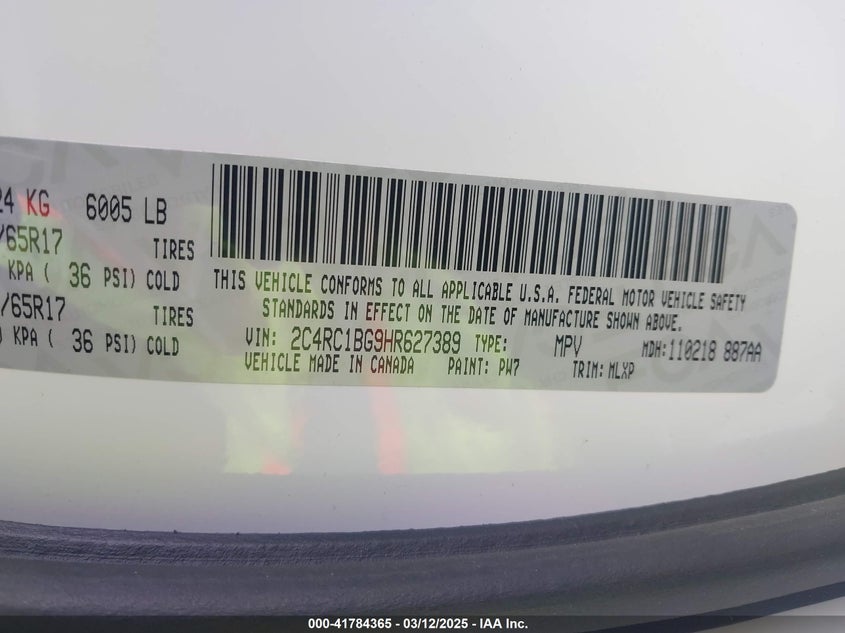 24 KG 6005 LB
/65R17 TIRES
KPA ( 36 PSI) COLD
/65R17 TIRES
) KPA ( 36 PSI) COLD
THIS VEHICLE CONFORMS TO ALL APPLICABLE U.S.A. FEDERAL MOTOR VEHICLE SAFETY
STANDARDS IN EFFECT ON THE DATE OF MANUFACTURE SHOWN ABOVE.
VIN: 2C4RC1BG9HR627389 TYPE: MPV MDH: 110218 887AA
VEHICLE MADE IN CANADA PAINT: PW7 TRIM: MLXP
000-41784365 - 03/12/2025 - IAA Inc.